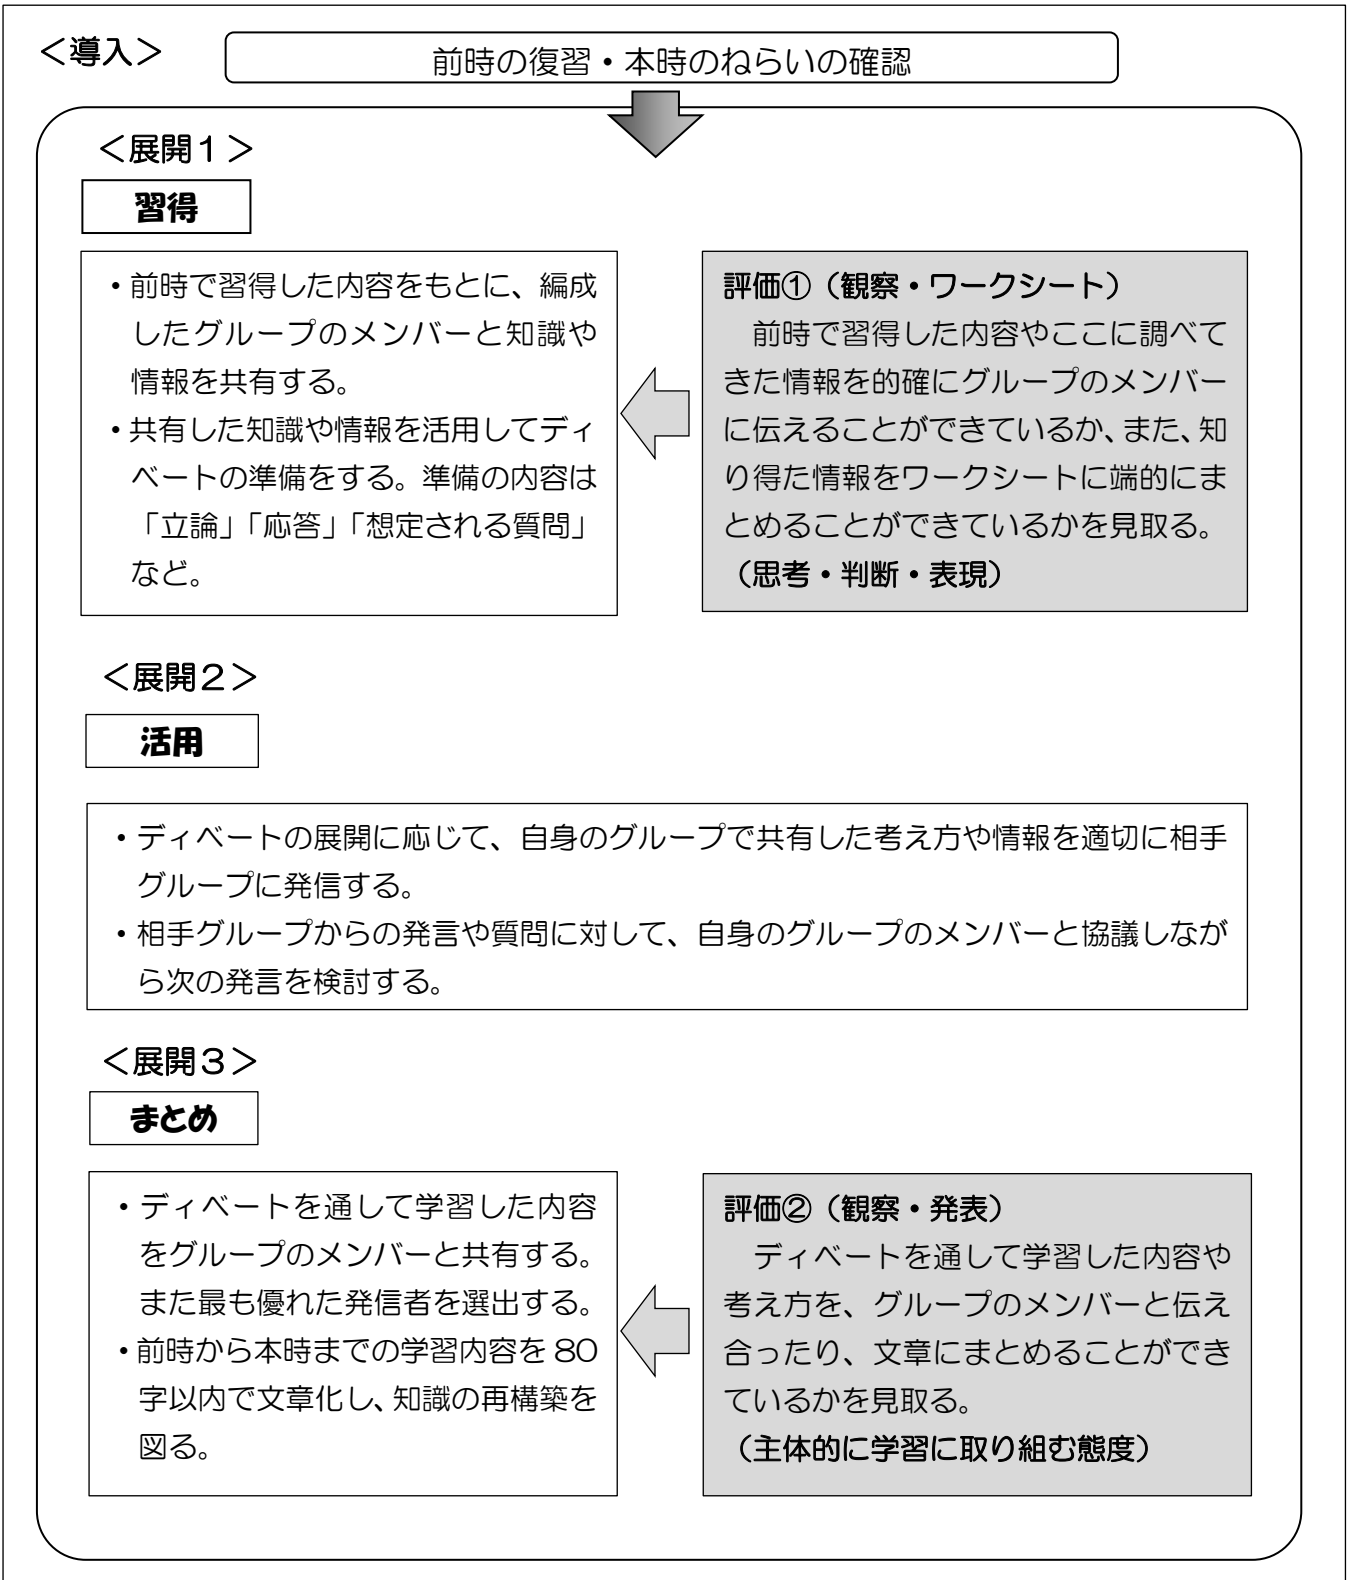 ＜導入＞
前時の復習・本時のねらいの確認
＜展開１＞
習得
・前時で習得した内容をもとに、編成
したグループのメンバーと知識や
情報を共有する。
・共有した知識や情報を活用してディ
ベートの準備をする。準備の内容は
「立論」「応答」「想定される質問」
など。
評価①（観察・ワークシート）
前時で習得した内容やここに調べて
きた情報を的確にグループのメンバー
に伝えることができているか、また、知
り得た情報をワークシートに端的にま
とめることができているかを見取る。
（思考・判断・表現）
＜展開２＞
活用
・ディベートの展開に応じて、自身のグループで共有した考え方や情報を適切に相手
グループに発信する。
・相手グループからの発言や質問に対して、自身のグループのメンバーと協議しなが
ら次の発言を検討する。
＜展開３＞
まとめ
・ディベートを通して学習した内容
をグループのメンバーと共有する。
また最も優れた発信者を選出する。
・前時から本時までの学習内容を 80
字以内で文章化し、知識の再構築を
図る。
評価②（観察・発表）
ディベートを通して学習した内容や
考え方を、グループのメンバーと伝え
合ったり、文章にまとめることができ
ているかを見取る。
（主体的に学習に取り組む態度）